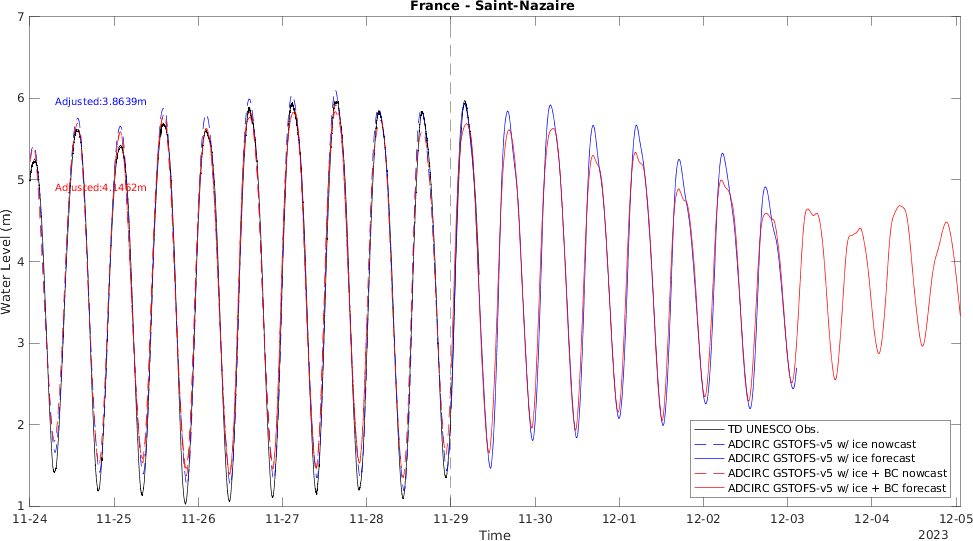 France - Saint-Nazaire
7
6
5
4
3
2
1
Water Level (m)
Adjusted:3.8639m
Adjusted:4.1462m
TD UNESCO Obs.
ADCIRC GSTOFS-v5 w/ ice nowcast
ADCIRC GSTOFS-v5 w/ ice forecast
ADCIRC GSTOFS-v5 w/ ice + BC nowcast
ADCIRC GSTOFS-v5 w/ ice + BC forecast
11-24 11-25 11-26 11-27 11-28 11-29 11-30 12-01 12-02 12-03 12-04 12-05
Time
2023